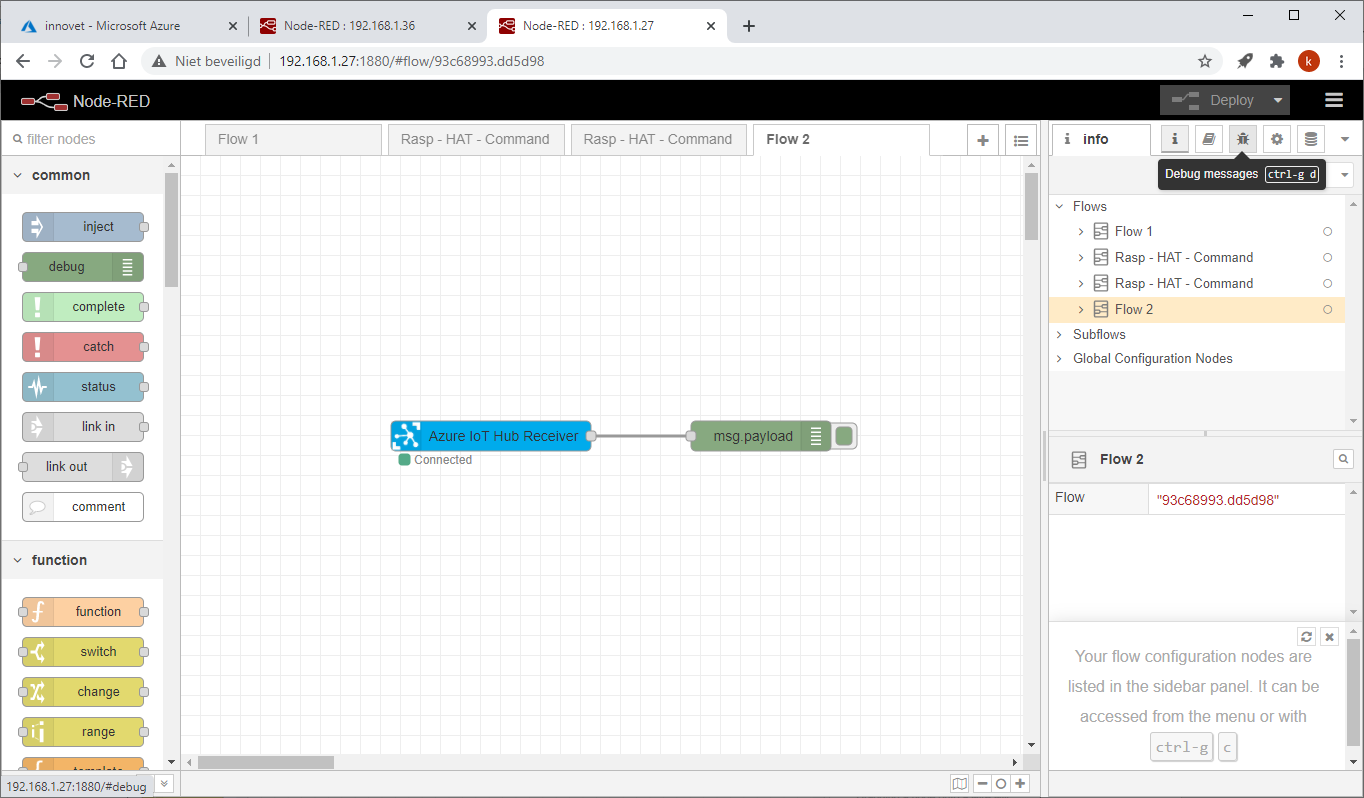 innovet - Microsoft Azure
Node-RED : 192.168.1.36
Node-RED : 192.168.1.27
Niet beveiligd
192.168.1.27:1880/#flow/93c68993.dd5d98
k
Node-RED
Deploy
filter nodes
Flow 1
Rasp - HAT - Command
Rasp - HAT - Command
Flow 2
info
Debug messages ctrl-g d
common
inject
debug
complete
catch
status
link in
link out
comment
function
function
switch
change
range
template
192.168.1.27:1880/#debug
Azure IoT Hub Receiver
Connected
msg.payload
Flows
Flow 1
Rasp - HAT - Command
Rasp - HAT - Command
Flow 2
Subflows
Global Configuration Nodes
Flow 2
Flow
"93c68993.dd5d98"
Your flow configuration nodes are
listed in the sidebar panel. It can be
accessed from the menu or with
ctrl-g c